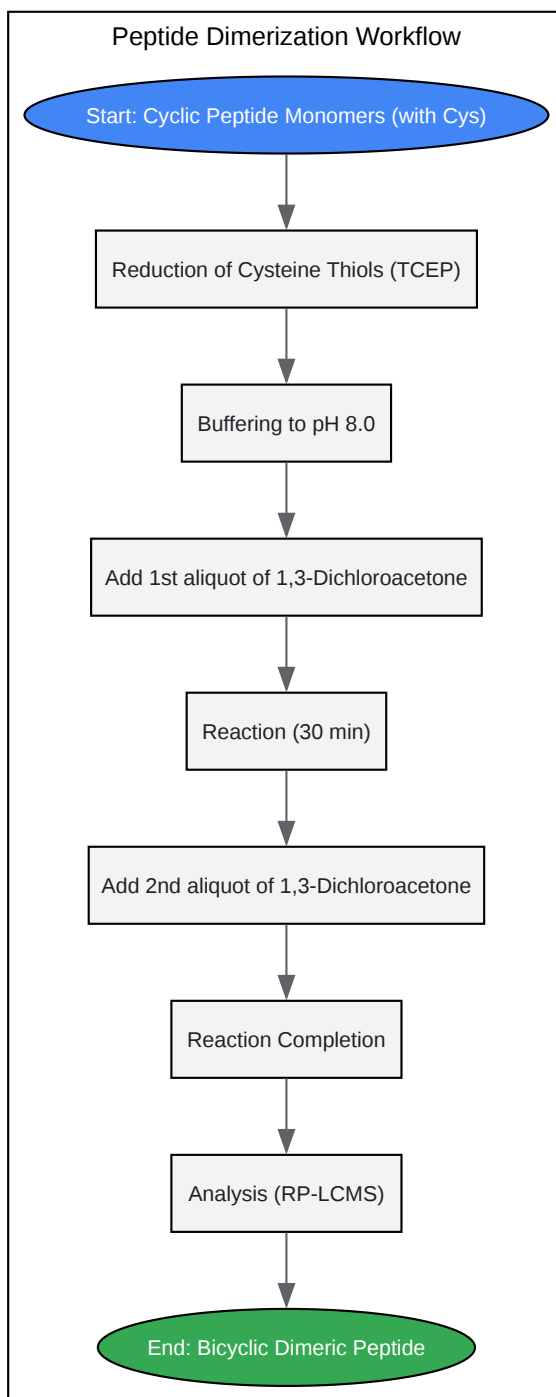 Peptide Dimerization Workflow
Start: Cyclic Peptide Monomers (with Cys)
Reduction of Cysteine Thiols (TCEP)
Buffering to pH 8.0
Add 1st aliquot of 1,3-Dichloroacetone
Reaction (30 min)
Add 2nd aliquot of 1,3-Dichloroacetone
Reaction Completion
Analysis (RP-LCMS)
End: Bicyclic Dimeric Peptide